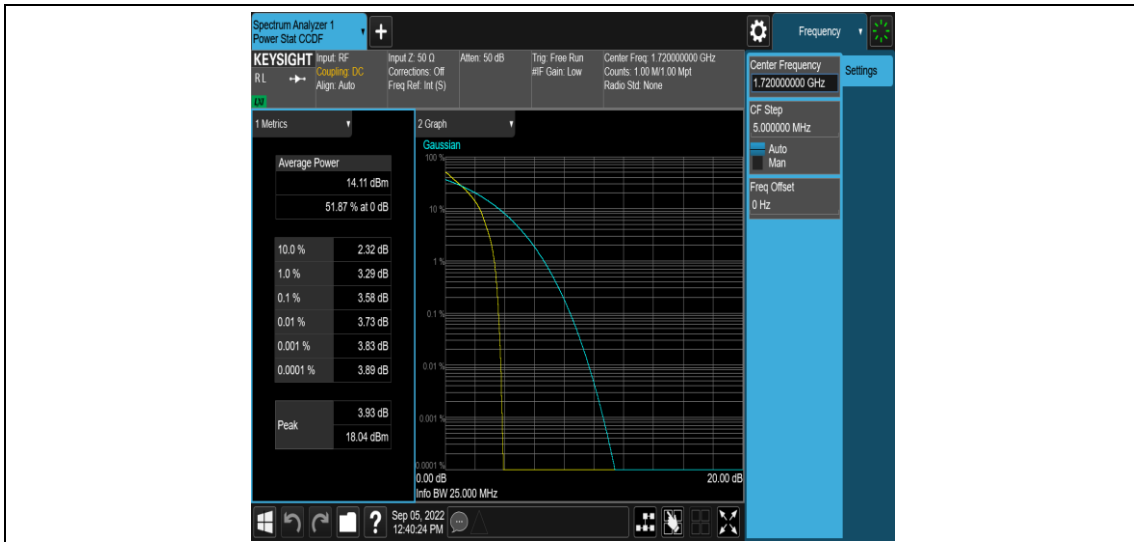 Spectrum Analyzer 1
Power Stat CCDF
+
Frequency
KEYSIGHT
RL
LXI
Input: RF
Coupling: DC
Align: Auto
Input Z: 50 Ω
Corrections: Off
Freq Ref: Int (S)
Atten: 50 dB
Trig: Free Run
#IF Gain: Low
Center Freq: 1.720000000 GHz
Counts: 1.00 M/1.00 Mpt
Radio Std: None
Center Frequency
1.720000000 GHz
Settings
CF Step
5.000000 MHz
Auto
Man
Freq Offset
0 Hz
1 Metrics
Average Power
14.11 dBm
51.87 % at 0 dB
10.0 % 2.32 dB
1.0 % 3.29 dB
0.1 % 3.58 dB
0.01 % 3.73 dB
0.001 % 3.83 dB
0.0001 % 3.89 dB
Peak
3.93 dB
18.04 dBm
2 Graph
Gaussian
100 %
10 %
1 %
0.1 %
0.01 %
0.001 %
0.0001 %
0.00 dB 20.00 dB
Info BW 25.000 MHz
?
Sep 05, 2022
12:40:24 PM